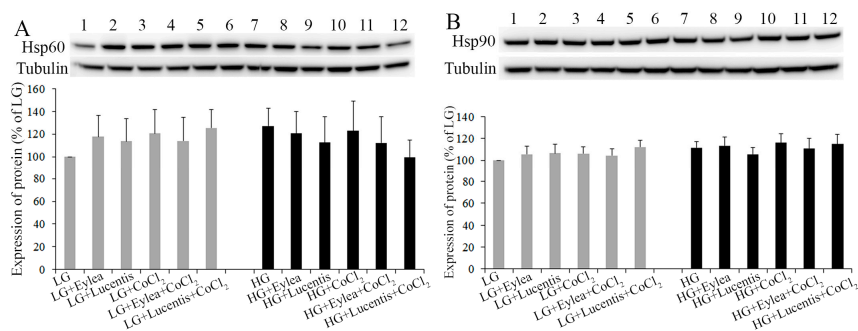 A
1 2 3 4 5 6 7 8 9 10 11 12
Hsp60
Tubulin
Expression of protein (% of LG)
160
140
120
100
80
60
40
20
0
LG
LG+Eylea
LG+Lucentis
LG+CoCl2
LG+Eylea+CoCl2
LG+Lucentis+CoCl2
HG
HG+Eylea
HG+Lucentis
HG+CoCl2
HG+Eylea+CoCl2
HG+Lucentis+CoCl2
B
1 2 3 4 5 6 7 8 9 10 11 12
Hsp90
Tubulin
Expression of protein (% of LG)
140
120
100
80
60
40
20
0
LG
LG+Eylea
LG+Lucentis
LG+CoCl2
LG+Eylea+CoCl2
LG+Lucentis+CoCl2
HG
HG+Eylea
HG+Lucentis
HG+CoCl2
HG+Eylea+CoCl2
HG+Lucentis+CoCl2